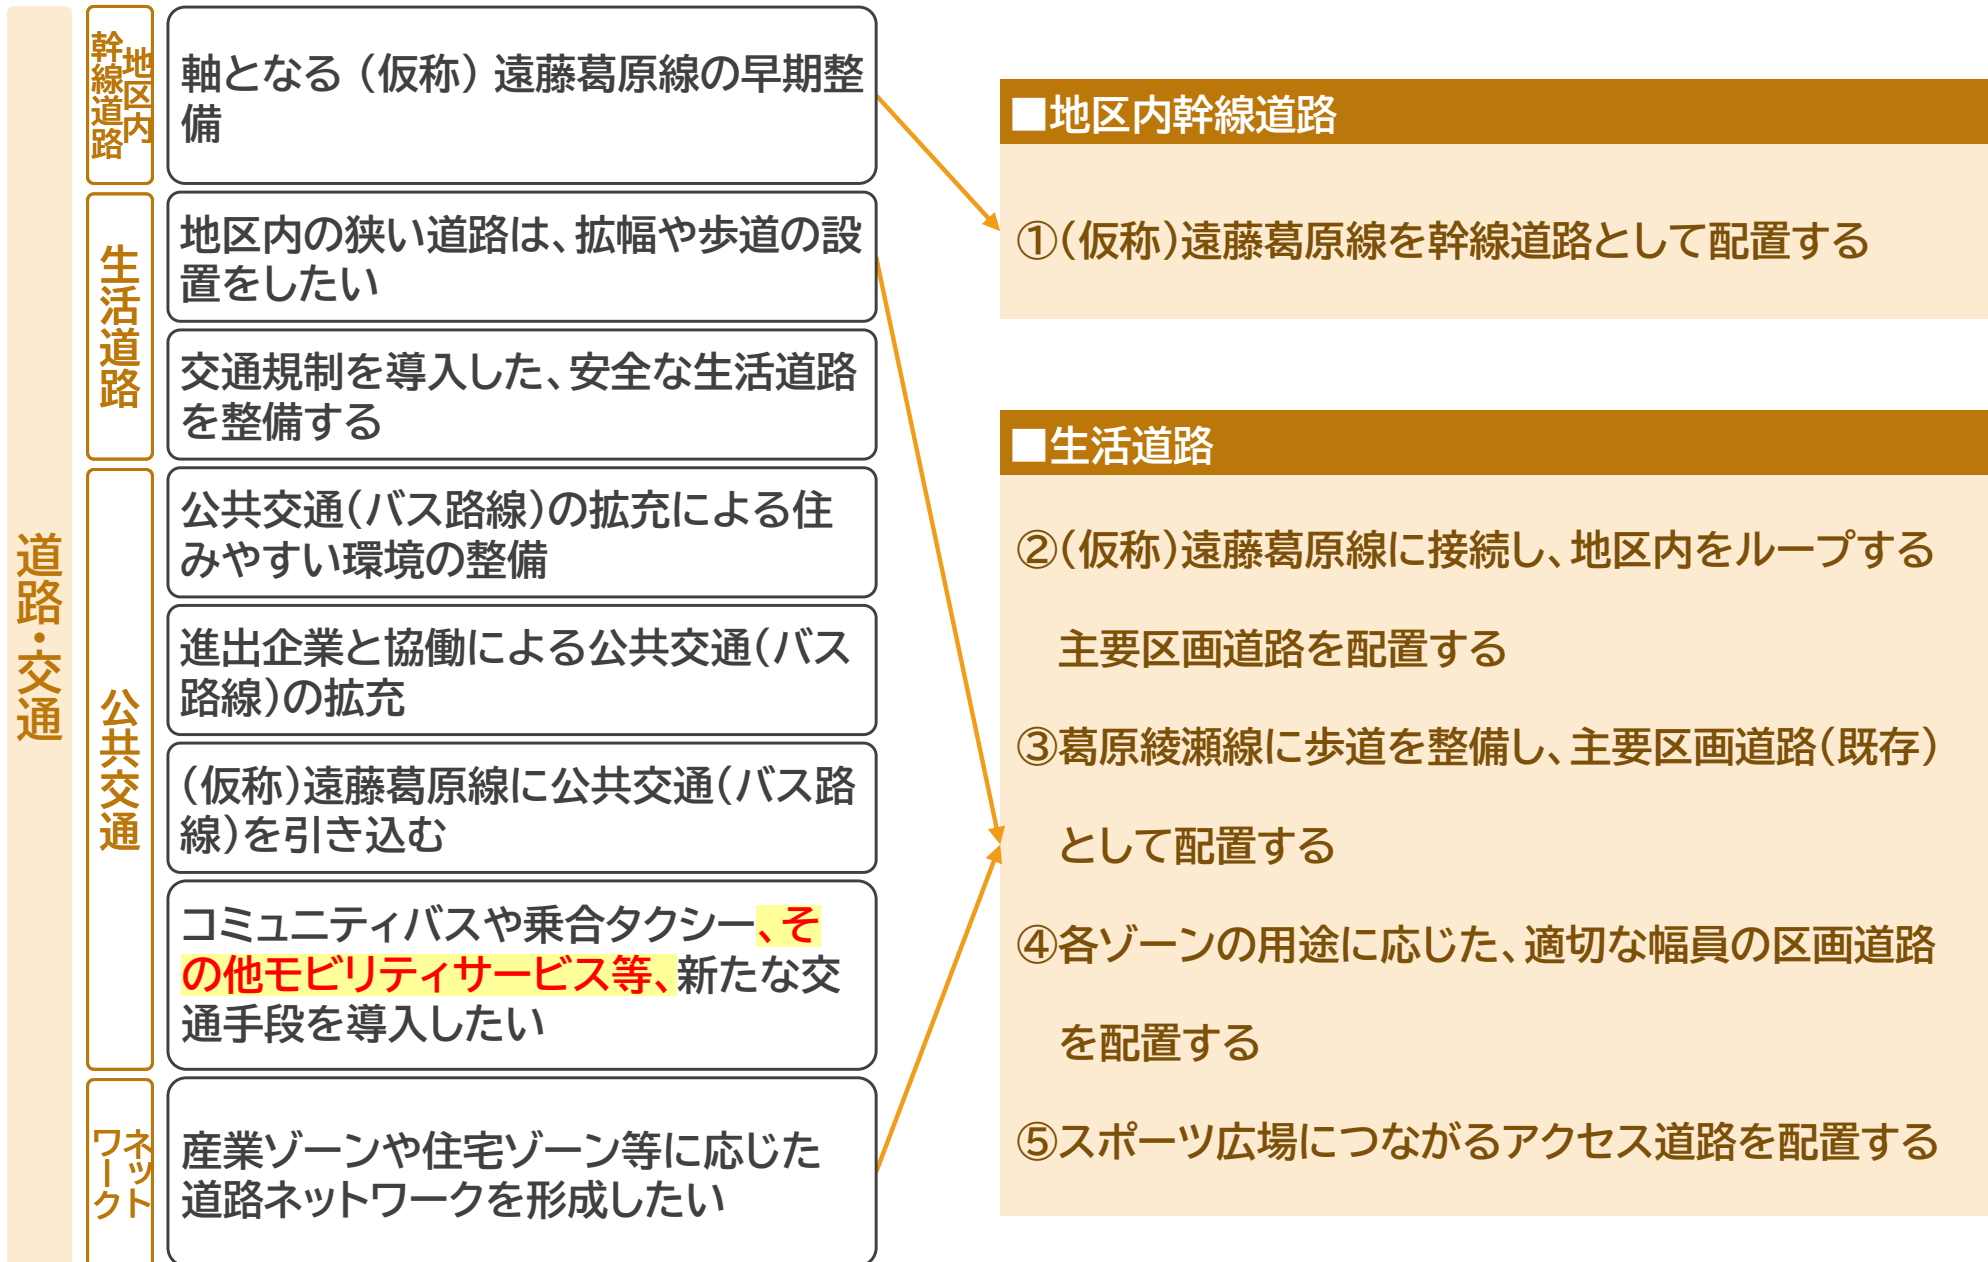 道路・交通
地区内
幹線道路
軸となる（仮称）遠藤葛原線の早期整
備
生活道路
地区内の狭い道路は、拡幅や歩道の設
置をしたい
交通規制を導入した、安全な生活道路
を整備する
公共交通
公共交通(バス路線)の拡充による住
みやすい環境の整備
進出企業と協働による公共交通(バス
路線)の拡充
(仮称)遠藤葛原線に公共交通(バス路
線)を引き込む
コミュニティバスや乗合タクシー、そ
の他モビリティサービス等、新たな交
通手段を導入したい
ネット
ワーク
産業ゾーンや住宅ゾーン等に応じた
道路ネットワークを形成したい
■地区内幹線道路
①(仮称)遠藤葛原線を幹線道路として配置する
■生活道路
②(仮称)遠藤葛原線に接続し、地区内をループする
主要区画道路を配置する
③葛原綾瀬線に歩道を整備し、主要区画道路(既存)
として配置する
④各ゾーンの用途に応じた、適切な幅員の区画道路
を配置する
⑤スポーツ広場につながるアクセス道路を配置する